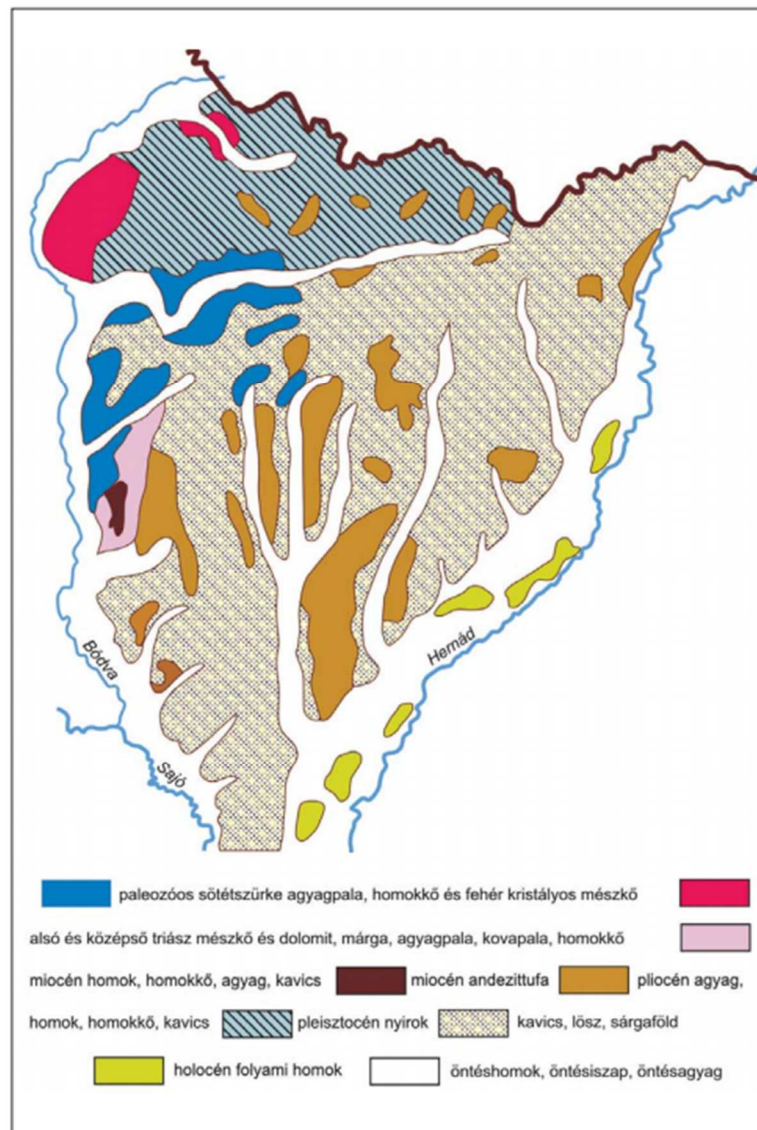 Bódva
Hernád
Sajó
paleozóos sötétszürke agyagpala, homokkő és fehér kristályos mészkő
alsó és középső triász mészkő és dolomit, márga, agyagpala, kovapala, homokkő
miocén homok, homokkő, agyag, kavics miocén andezittufa pliocén agyag,
homok, homokkő, kavics pleisztocén nyirok kavics, lösz, sárgaföld
holocén folyami homok öntéshomok, öntésiszap, öntésagyag